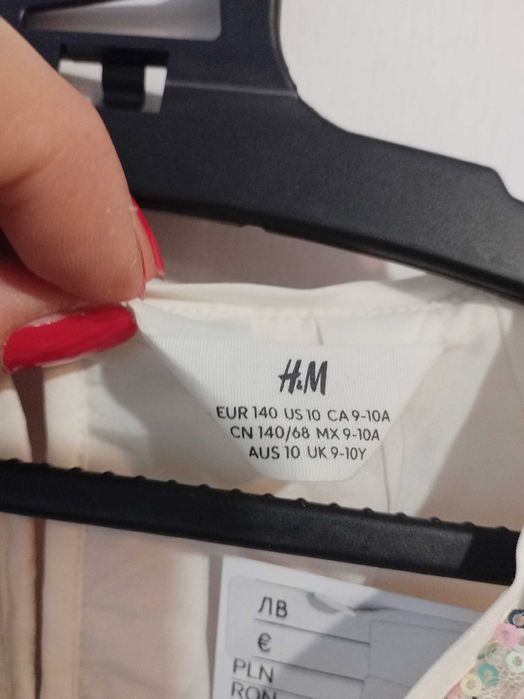 H&M
EUR 140 US 10 CA 9-10A
CN 140/68 MX 9-10A
AUS 10 UK 9-10Y
ЛВ
€
PLN
RON